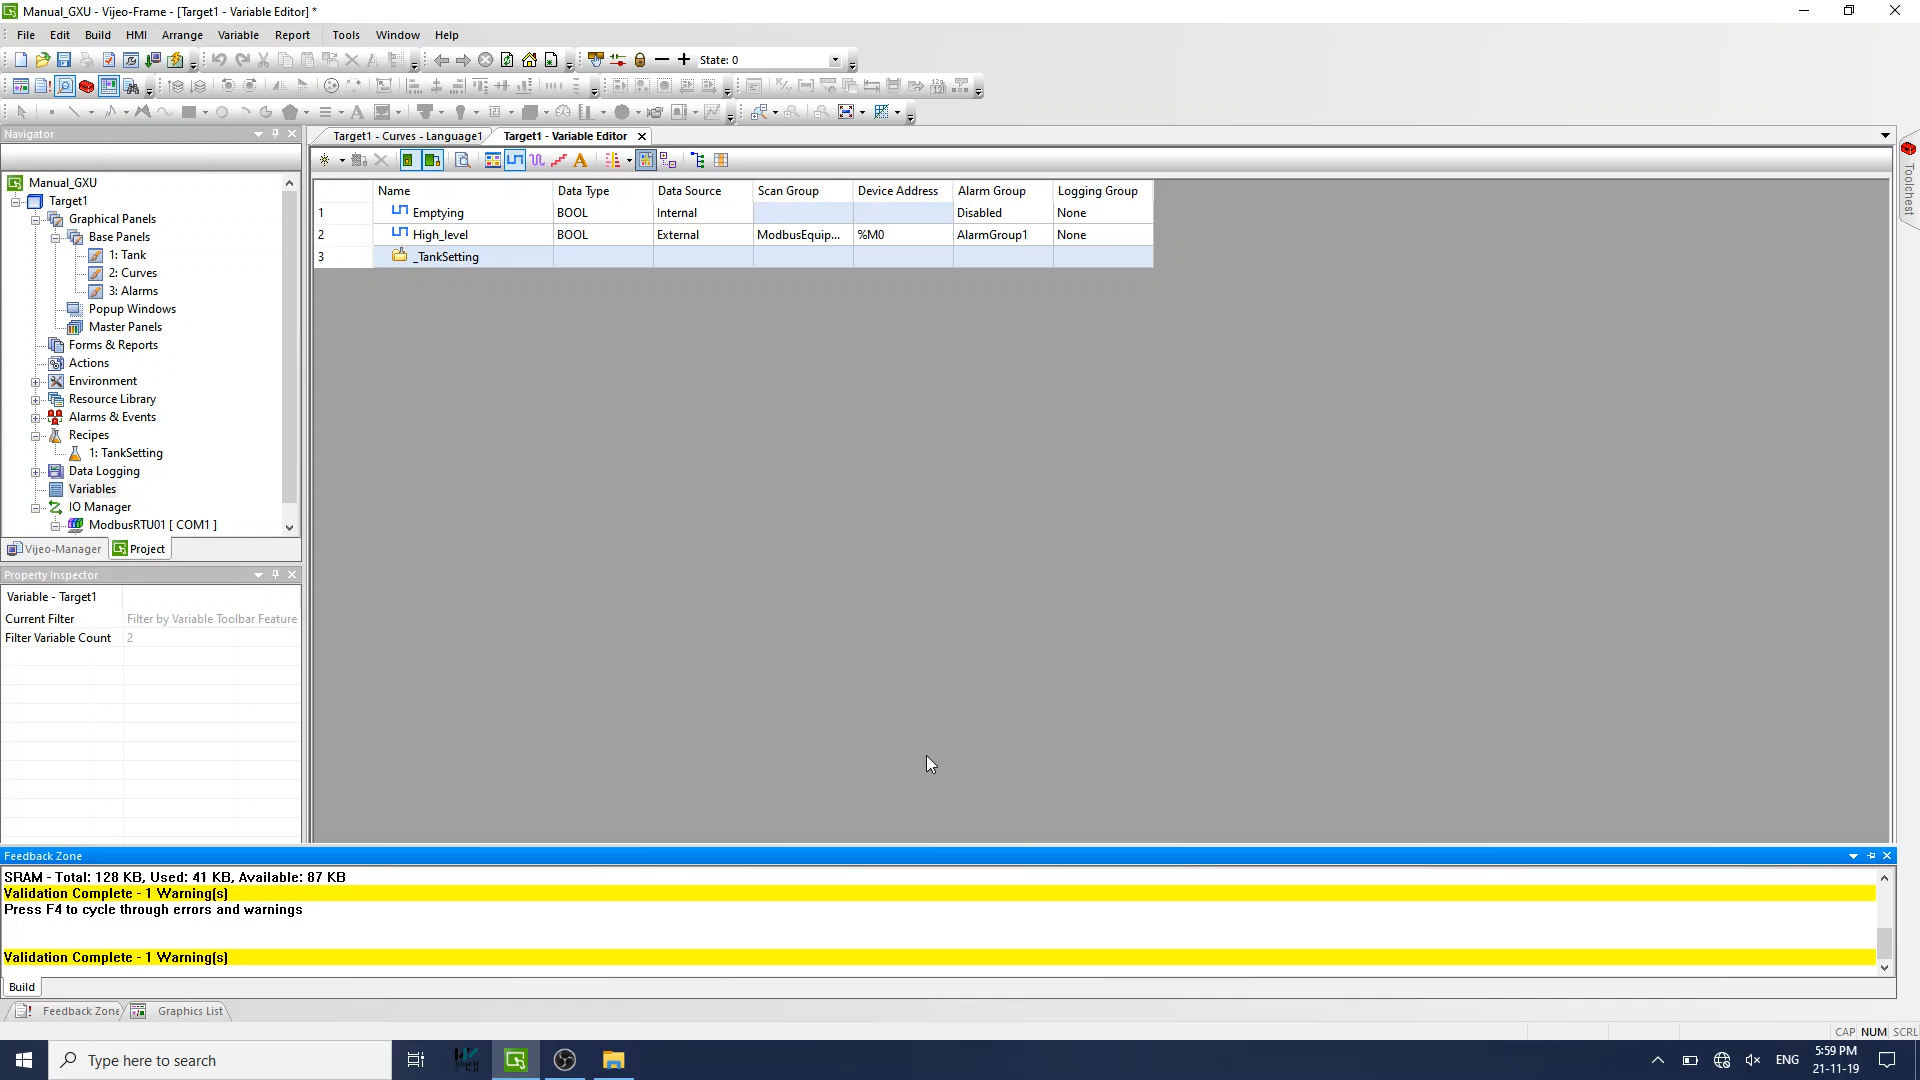 Manual_GXU - Vijeo-Frame - [Target1 - Variable Editor] *
File Edit Build HMI Arrange Variable Report Tools Window Help
State: 0
Navigator
Target1 - Curves - Language1
Target1 - Variable Editor
Toolchest
Manual_GXU
Target1
Graphical Panels
Base Panels
1: Tank
2: Curves
3: Alarms
Popup Windows
Master Panels
Forms & Reports
Actions
Environment
Resource Library
Alarms & Events
Recipes
1: TankSetting
Data Logging
Variables
IO Manager
ModbusRTU01 [ COM1 ]
Vijeo-Manager Project
Name Data Type Data Source Scan Group Device Address Alarm Group Logging Group
1 Emptying BOOL Internal Disabled None
2 High_level BOOL External ModbusEquip... %M0 AlarmGroup1 None
3 _TankSetting
Property Inspector
Variable - Target1
Current Filter Filter by Variable Toolbar Feature
Filter Variable Count 2
Feedback Zone
SRAM - Total: 128 KB, Used: 41 KB, Available: 87 KB
Validation Complete - 1 Warning(s)
Press F4 to cycle through errors and warnings
Validation Complete - 1 Warning(s)
Build
Feedback Zone Graphics List
CAP NUM SCRL
Type here to search
ENG
5:59 PM
21-11-19